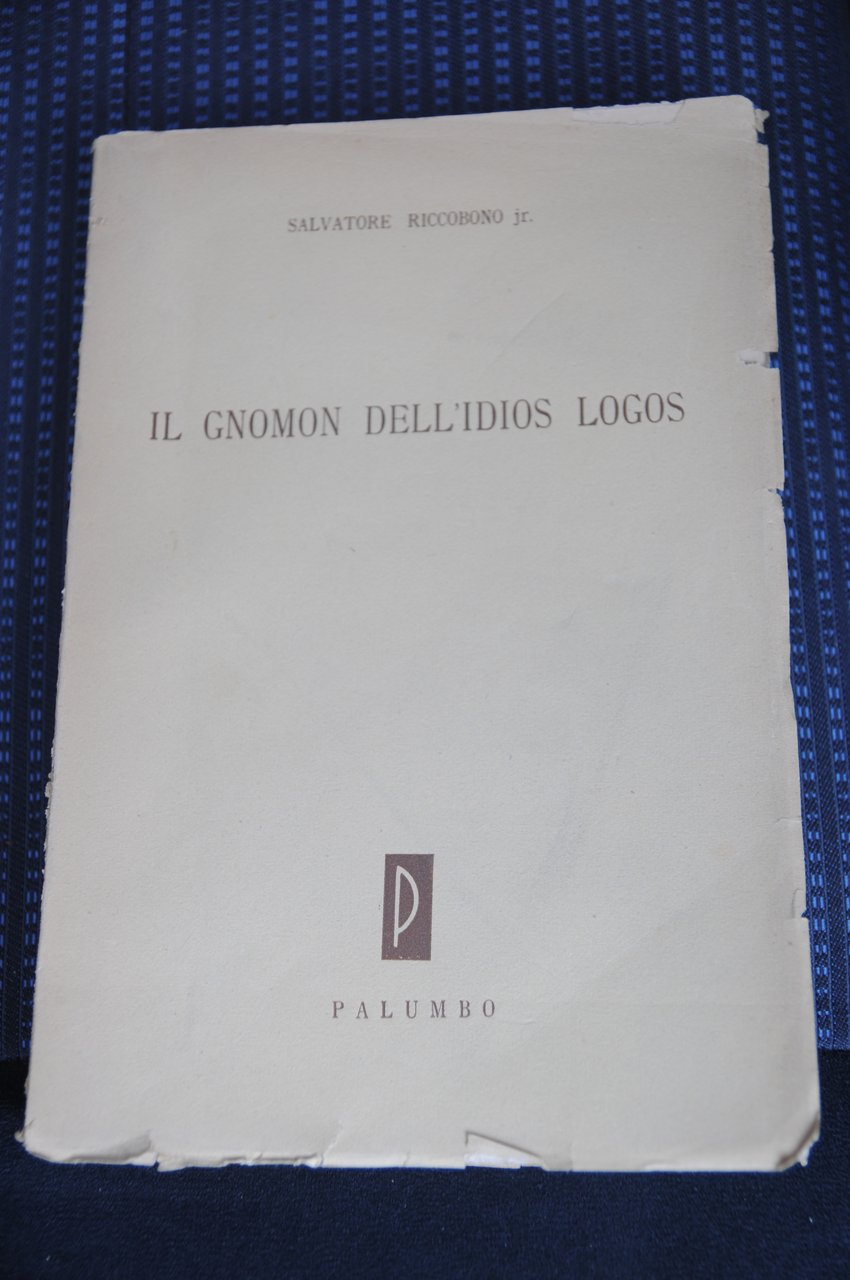 SALVATORE RICCOBONO jr.
IL GNOMON DELL'IDIOS LOGOS
P
PALUMBO